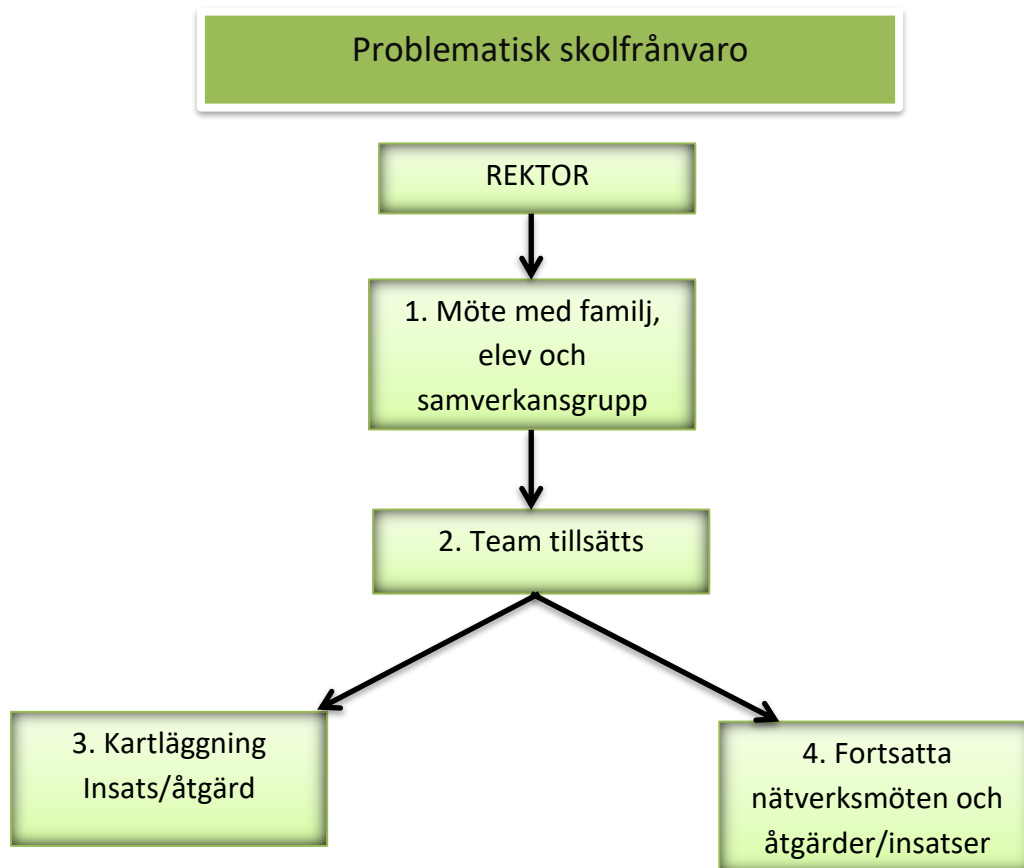 Problematisk skolfrånvaro
REKTOR
1. Möte med familj,
elev och
samverkansgrupp
2. Team tillsätts
3. Kartläggning
Insats/åtgärd
4. Fortsatta
nätverksmöten och
åtgärder/insatser